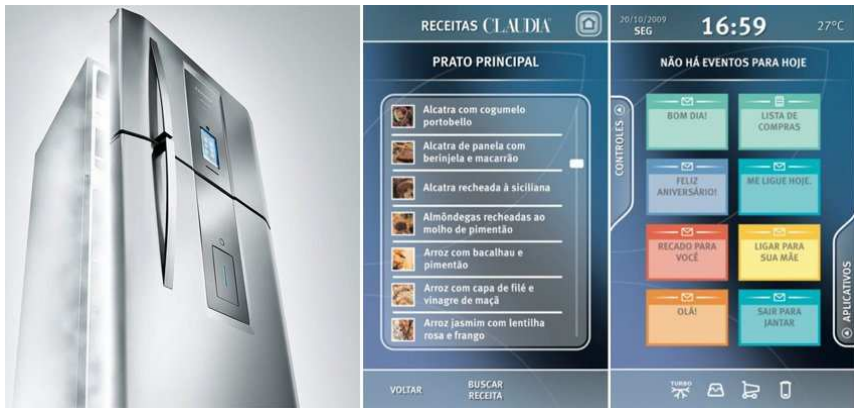 RECEITAS CLAUDIA
PRATO PRINCIPAL
Alcatra com cogumelo
portobello
Alcatra de panela com
berinjela e macarrão
Alcatra recheada à siciliana
Almôndegas recheadas ao
molho de pimentão
Arroz com bacalhau e
pimentão
Arroz com capa de filé e
vinagre de maçã
Arroz jasmim com lentilha
rosa e frango
VOLTAR
BUSCAR
RECEITA
20/10/2009
SEG
16:59
27°C
NÃO HÁ EVENTOS PARA HOJE
CONTROLES
BOM DIA!
LISTA DE
COMPRAS
FELIZ
ANIVERSÁRIO!
ME LIGUE HOJE.
RECADO PARA
VOCÊ
LIGAR PARA
SUA MÃE
OLÁ!
SAIR PARA
JANTAR
APLICATIVOS
TURBO